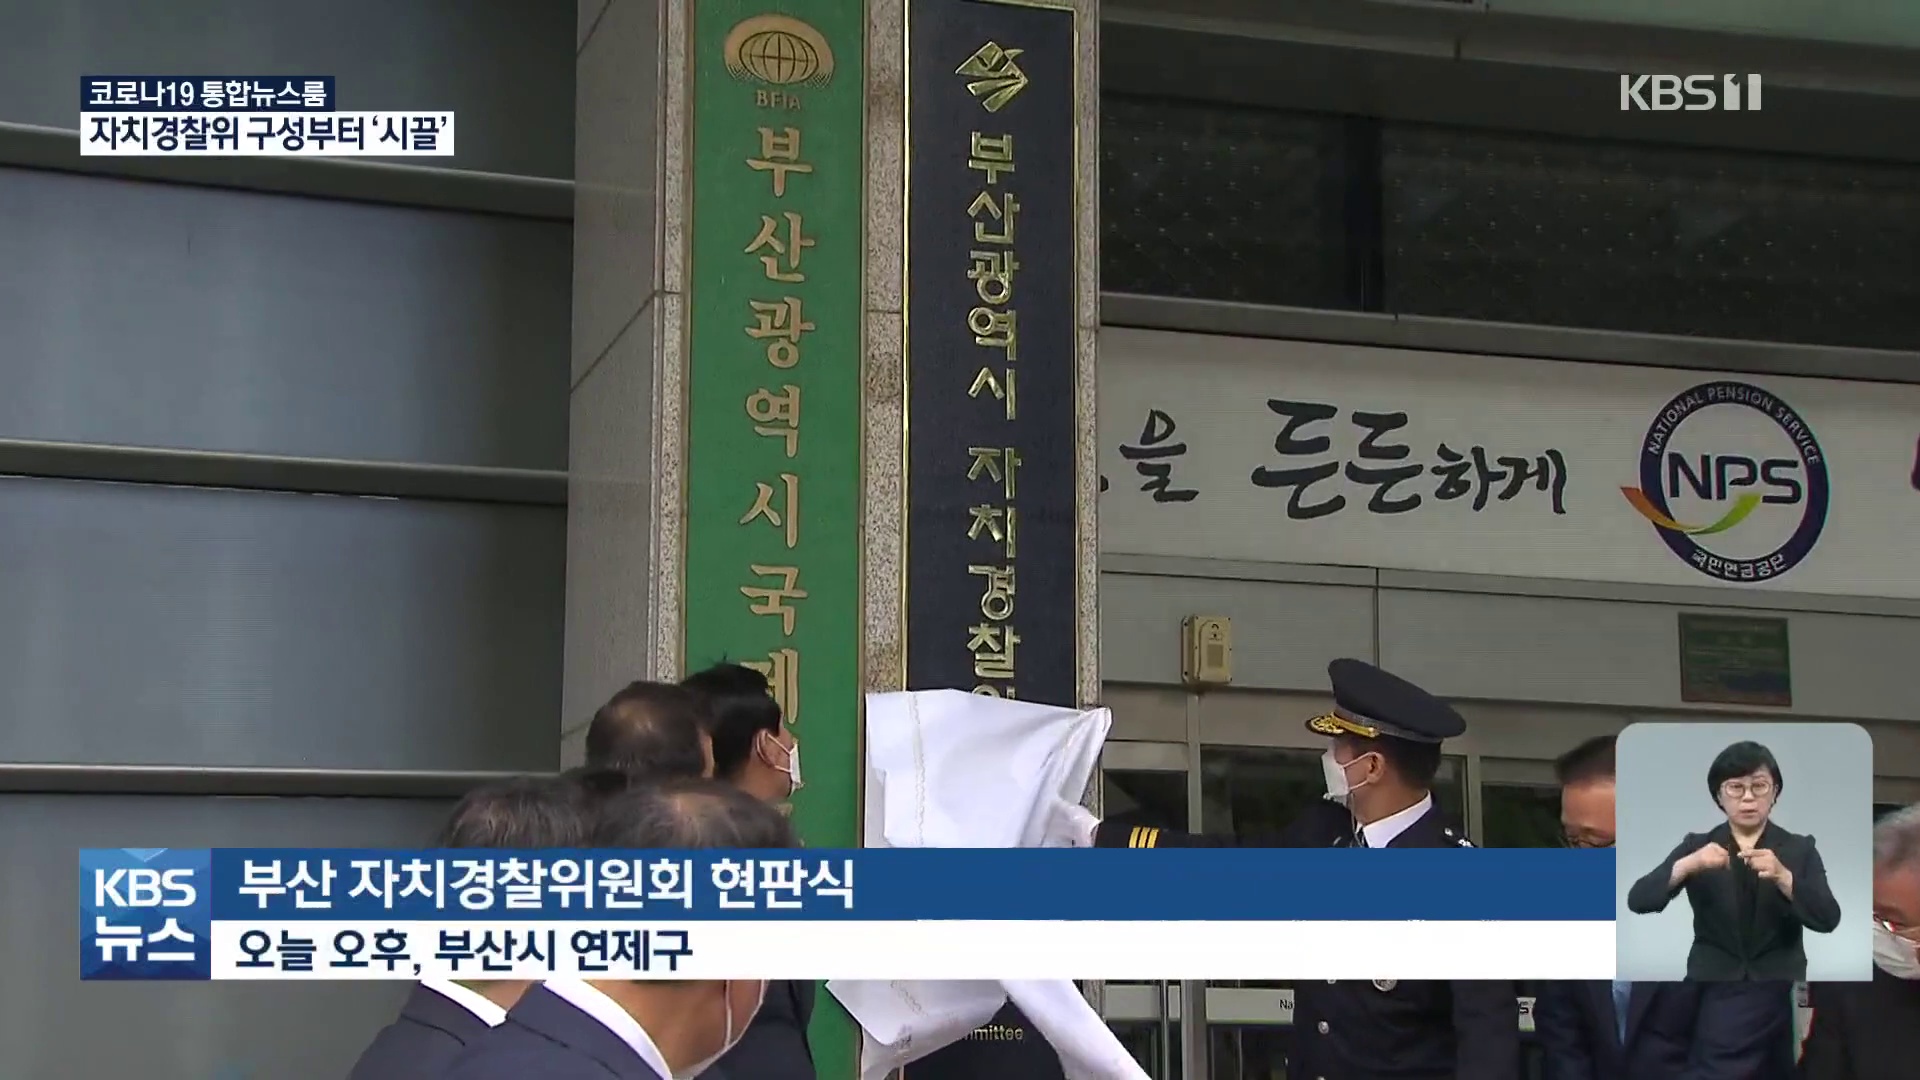 코로나19 통합뉴스룸
자치경찰위 구성부터 ‘시끌’
KBS 1
BFIA
부산광역시국제
부산광역시 자치경찰위
을 든든하게
NATIONAL PENSION SERVICE
NPS
국민연금공단
KBS
뉴스
부산 자치경찰위원회 현판식
오늘 오후, 부산시 연제구
mmittee
Na